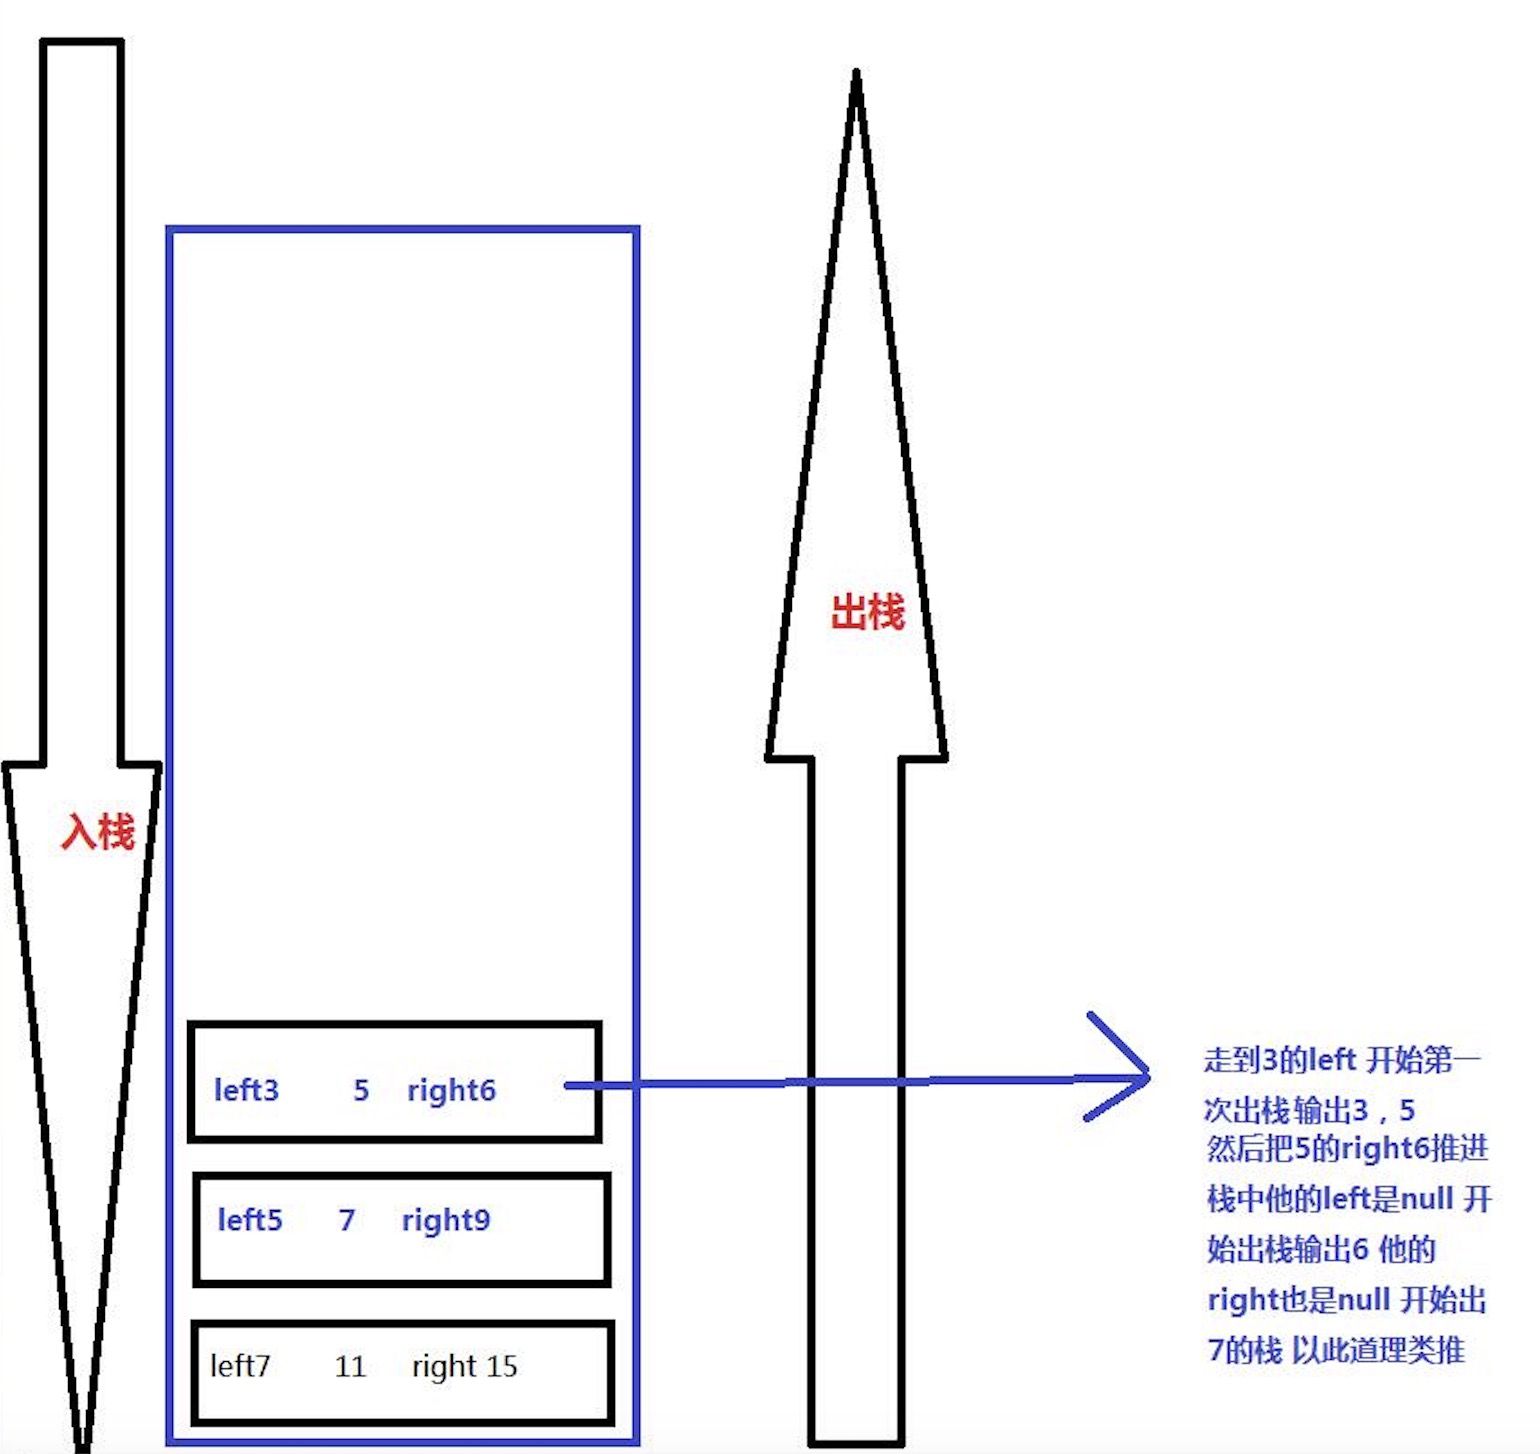 出栈
入栈
left3 5 right6
left5 7 right9
left7 11 right 15
走到3的left 开始第一
次出栈输出3，5
然后把5的right6推进
栈中他的left是null 开
始出栈输出6 他的
right也是null 开始出
7的栈 以此道理类推